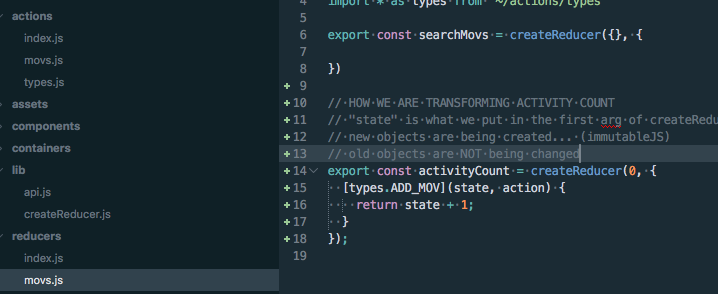 actions
index.js
movs.js
types.js
assets
components
containers
lib
api.js
createReducer.js
reducers
index.js
movs.js
4 import * as types from '~/actions/types'
5
6 export const searchMovs = createReducer({}, {
7
8 })
9
10 // HOW WE ARE TRANSFORMING ACTIVITY COUNT
11 // "state" is what we put in the first arg of createRedu
12 // new objects are being created... (immutableJS)
13 // old objects are NOT being changed
14 export const activityCount = createReducer(0, {
15 [types.ADD_MOV](state, action) {
16 return state + 1;
17 }
18 });
19